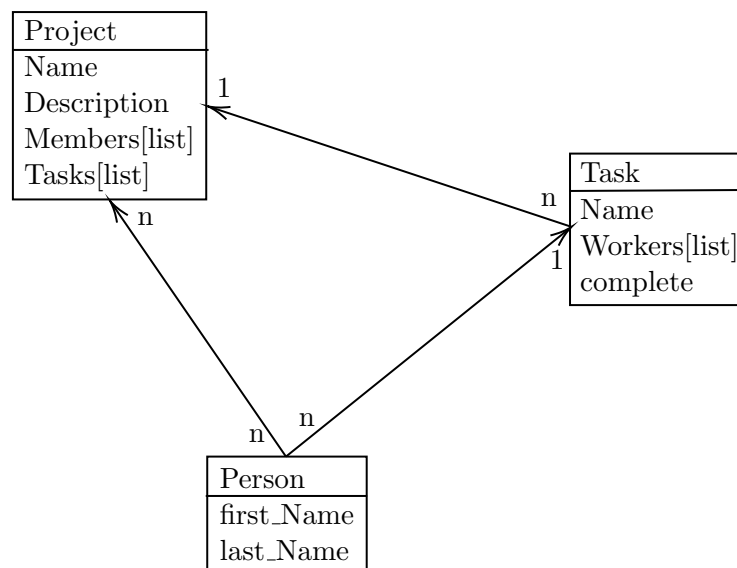 Project
Name
Description
Members[list]
Tasks[list]
1
n
n
Task
Name
Workers[list]
complete
1
n
n
Person
first_Name
last_Name